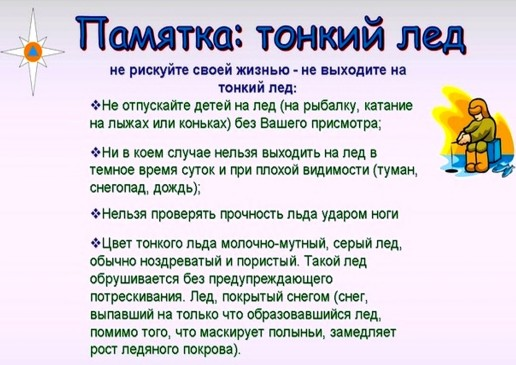 Памятка: тонкий лед
не рискуйте своей жизнью - не выходите на
тонкий лед:
❖Не отпускайте детей на лед (на рыбалку, катание
на лыжах или коньках) без Вашего присмотра;
❖Ни в коем случае нельзя выходить на лед в
темное время суток и при плохой видимости (туман,
снегопад, дождь);
❖Нельзя проверять прочность льда ударом ноги
❖Цвет тонкого льда молочно-мутный, серый лед,
обычно ноздреватый и пористый. Такой лед
обрушивается без предупреждающего
потрескивания. Лед, покрытый снегом (снег,
выпавший на только что образовавшийся лед,
помимо того, что маскирует полыньи, замедляет
рост ледяного покрова).